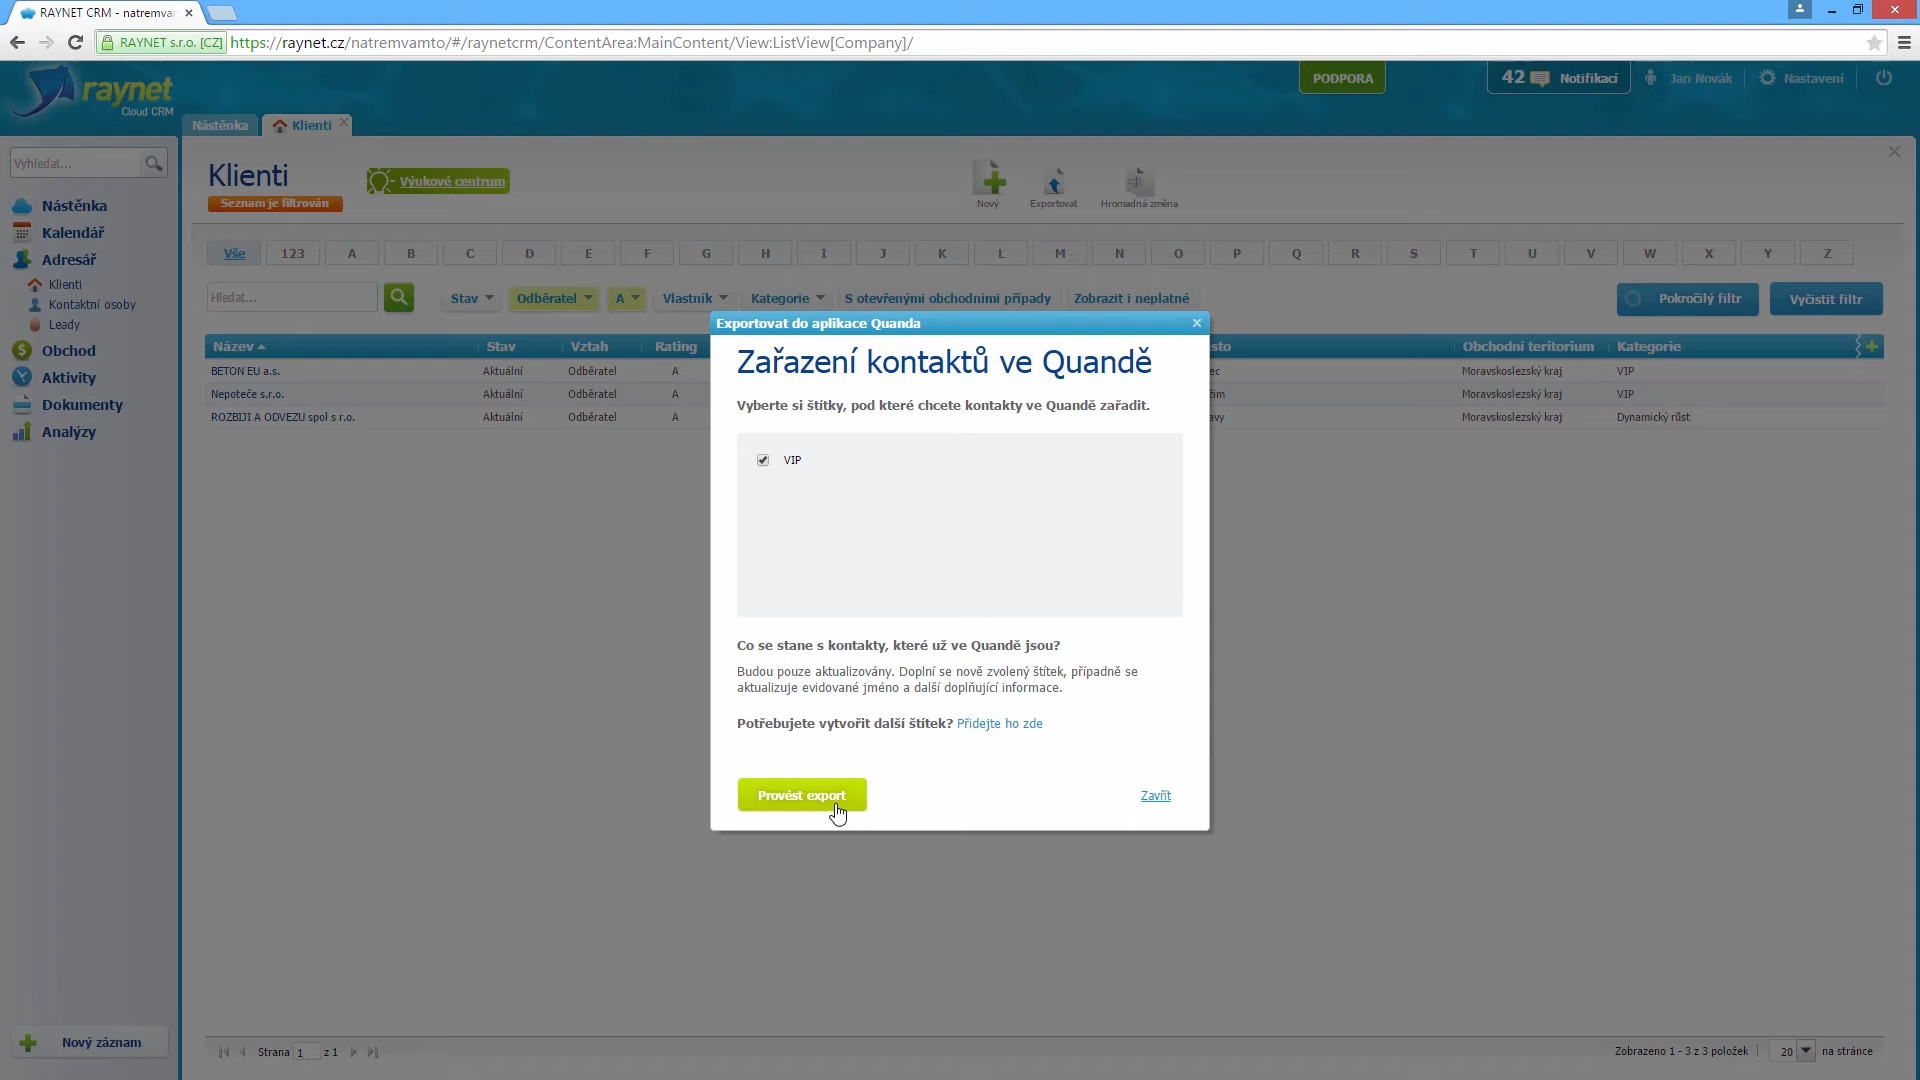 RAYNET CRM - natremvar
RAYNET s.r.o. [CZ] https://raynet.cz/natremvamto/#/raynetcrm/ContentArea:MainContent/View:ListView[Company]/
raynet
Cloud CRM
PODPORA
42 Notifikací
Jan Novák
Nastavení
Nástěnka
Klienti
Vyhledat...
Nástěnka
Kalendář
Adresář
Klienti
Kontaktní osoby
Leady
Obchod
Aktivity
Dokumenty
Analýzy
Nový záznam
Klienti
Seznam je filtrován
Výukové centrum
Nový
Exportovat
Hromadná změna
Vše 123 A B C D E F G H I J K L M N O P Q R S T U V W X Y Z
Hledat...
Stav Odběratel A Vlastník Kategorie S otevřenými obchodními případy Zobrazit i neplatné
Pokročilý filtr
Vyčistit filtr
Název Stav Vztah Rating sto Obchodní teritorium Kategorie
BETON EU a.s. Aktuální Odběratel A ec Moravskoslezský kraj VIP
Nepoteče s.r.o. Aktuální Odběratel A žim Moravskoslezský kraj VIP
ROZBIJI A ODVEZU spol s r.o. Aktuální Odběratel A avy Moravskoslezský kraj Dynamický růst
Exportovat do aplikace Quanda
Zařazení kontaktů ve Quandě
Vyberte si štítky, pod které chcete kontakty ve Quandě zařadit.
VIP
Co se stane s kontakty, které už ve Quandě jsou?
Budou pouze aktualizovány. Doplní se nově zvolený štítek, případně se
aktualizuje evidované jméno a další doplňující informace.
Potřebujete vytvořit další štítek? Přidejte ho zde
Provést export
Zavřít
Strana 1 z 1
Zobrazeno 1 - 3 z 3 položek
20 na stránce